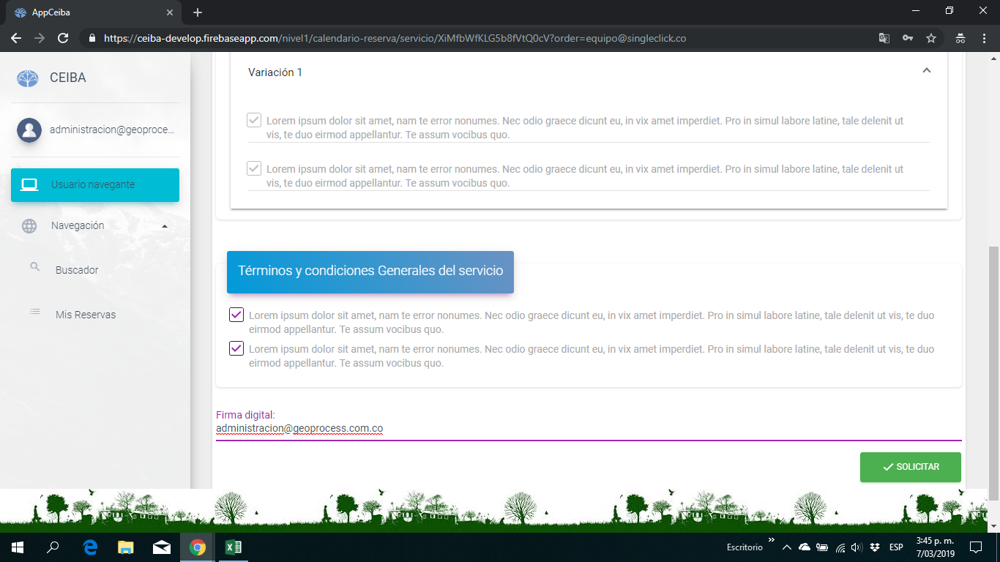 AppCeiba
https://ceiba-develop.firebaseapp.com/nivel1/calendario-reserva/servicio/XiMfbWfKLG5b8fVtQ0cV?order=equipo@singleclick.co
CEIBA
administracion@geoproce...
Usuario navegante
Navegación
Buscador
Mis Reservas
Variación 1
Lorem ipsum dolor sit amet, nam te error nonumes. Nec odio graece dicunt eu, in vix amet imperdiet. Pro in simul labore latine, tale delenit ut
vis, te duo eirmod appellantur. Te assum vocibus quo.
Lorem ipsum dolor sit amet, nam te error nonumes. Nec odio graece dicunt eu, in vix amet imperdiet. Pro in simul labore latine, tale delenit ut
vis, te duo eirmod appellantur. Te assum vocibus quo.
Términos y condiciones Generales del servicio
Lorem ipsum dolor sit amet, nam te error nonumes. Nec odio graece dicunt eu, in vix amet imperdiet. Pro in simul labore latine, tale delenit ut vis, te duo
eirmod appellantur. Te assum vocibus quo.
Lorem ipsum dolor sit amet, nam te error nonumes. Nec odio graece dicunt eu, in vix amet imperdiet. Pro in simul labore latine, tale delenit ut vis, te duo
eirmod appellantur. Te assum vocibus quo.
Firma digital:
administracion@geoprocess.com.co
SOLICITAR
Escritorio
ESP
3:45 p. m.
7/03/2019